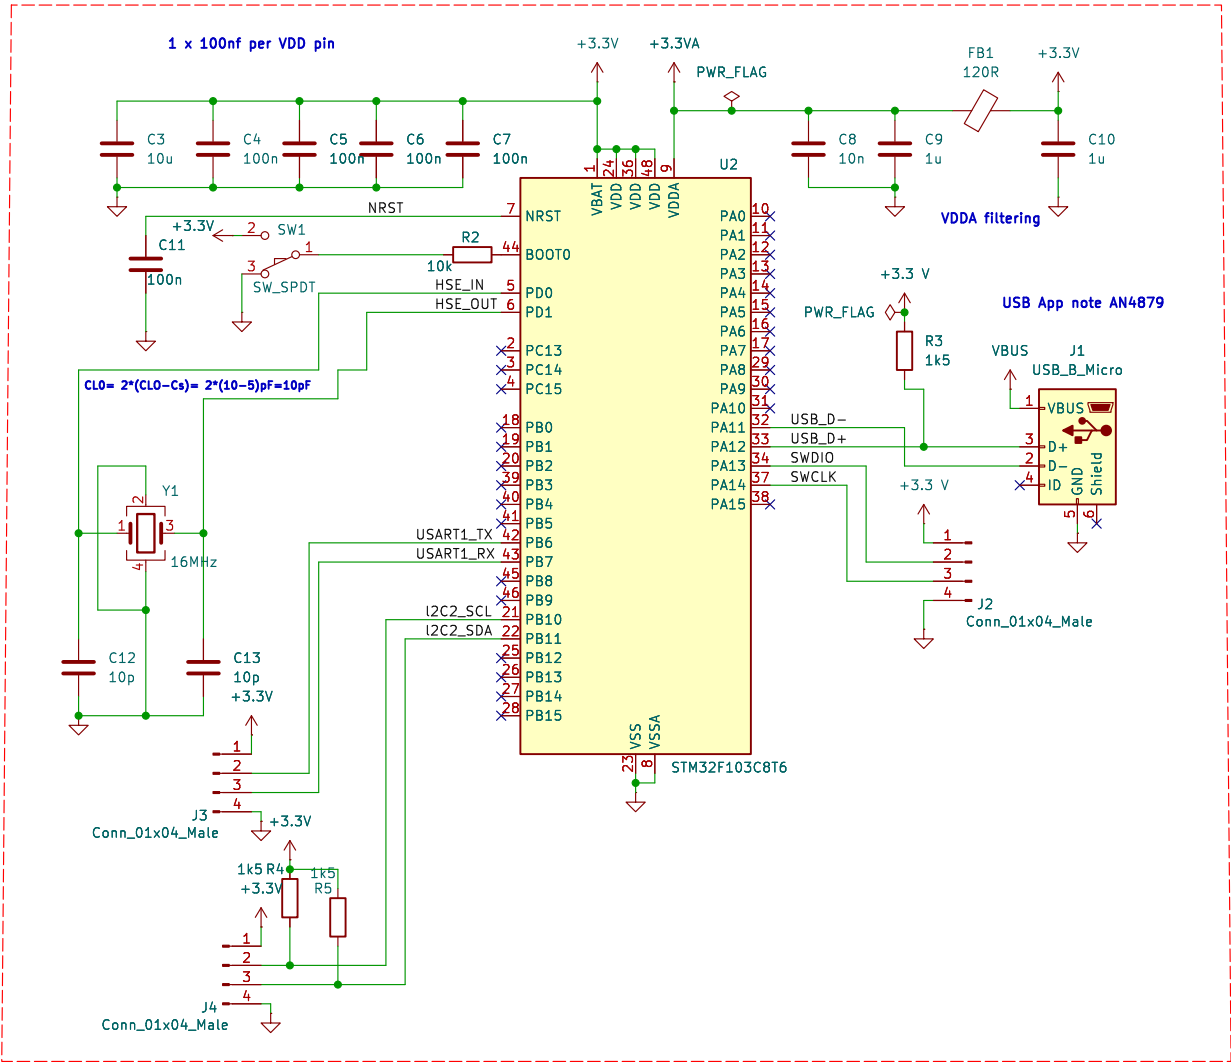 1 x 100nf per VDD pin
+3.3V
+3.3VA
PWR_FLAG
FB1
120R
+3.3V
C3
10u
C4
100n
C5
100n
C6
100n
C7
100n
C8
10n
C9
1u
C10
1u
U2
1
24
36
48
9
VBAT
VDD
VDD
VDD
VDDA
VDDA filtering
NRST
7
NRST
+3.3V
2
SW1
1
3
SW_SPDT
C11
100n
R2
10k
44
BOOT0
HSE_IN
5
PD0
HSE_OUT
6
PD1
2
PC13
3
PC14
4
PC15
18
PB0
19
PB1
20
PB2
39
PB3
40
PB4
41
PB5
USART1_TX
42
PB6
USART1_RX
43
PB7
45
PB8
46
PB9
I2C2_SCL
21
PB10
I2C2_SDA
22
PB11
25
PB12
26
PB13
27
PB14
28
PB15
PA0
10
PA1
11
PA2
12
PA3
13
PA4
14
PA5
15
PA6
16
PA7
17
PA8
29
PA9
30
PA10
31
PA11
32
USB_D-
PA12
33
USB_D+
PA13
34
SWDIO
PA14
37
SWCLK
PA15
38
VSS
VSSA
23
8
STM32F103C8T6
+3.3 V
PWR_FLAG
R3
1k5
USB App note AN4879
VBUS
J1
USB_B_Micro
1
VBUS
3
D+
2
D-
4
ID
GND
Shield
5
6
+3.3 V
1
2
3
4
J2
Conn_01x04_Male
CL0= 2*(CLO-Cs)= 2*(10-5)pF=10pF
Y1
2
1
3
4
16MHz
C12
10p
C13
10p
+3.3V
1
2
3
4
J3
Conn_01x04_Male
+3.3V
1k5
R4
1k5
R5
+3.3V
1
2
3
4
J4
Conn_01x04_Male